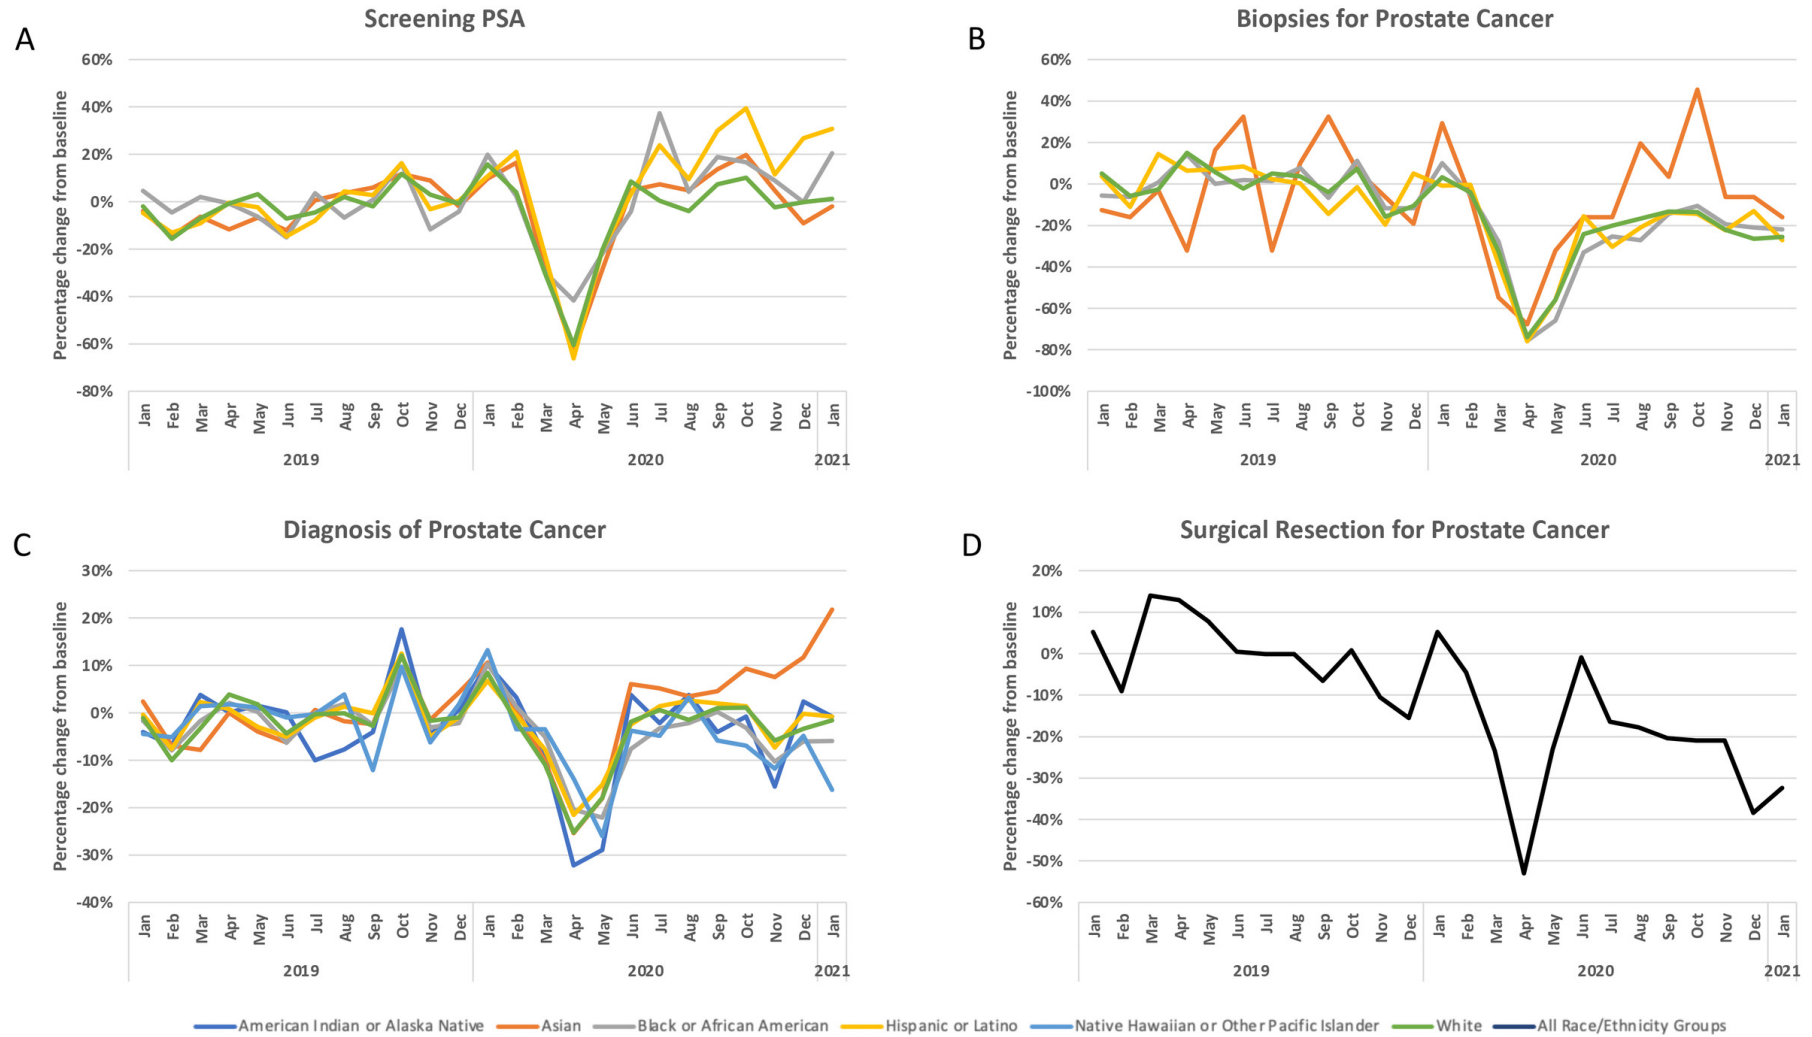 Screening PSA
A
Percentage change from baseline
60%
40%
20%
0%
-20%
-40%
-60%
-80%
Jan Feb Mar Apr May Jun Jul Aug Sep Oct Nov Dec Jan Feb Mar Apr May Jun Jul Aug Sep Oct Nov Dec Jan
2019 2020 2021
Biopsies for Prostate Cancer
B
Percentage change from baseline
60%
40%
20%
0%
-20%
-40%
-60%
-80%
-100%
Jan Feb Mar Apr May Jun Jul Aug Sep Oct Nov Dec Jan Feb Mar Apr May Jun Jul Aug Sep Oct Nov Dec Jan
2019 2020 2021
Diagnosis of Prostate Cancer
C
Percentage change from baseline
30%
20%
10%
0%
-10%
-20%
-30%
-40%
Jan Feb Mar Apr May Jun Jul Aug Sep Oct Nov Dec Jan Feb Mar Apr May Jun Jul Aug Sep Oct Nov Dec Jan
2019 2020 2021
Surgical Resection for Prostate Cancer
D
Percentage change from baseline
20%
10%
0%
-10%
-20%
-30%
-40%
-50%
-60%
Jan Feb Mar Apr May Jun Jul Aug Sep Oct Nov Dec Jan Feb Mar Apr May Jun Jul Aug Sep Oct Nov Dec Jan
2019 2020 2021
American Indian or Alaska Native Asian Black or African American Hispanic or Latino Native Hawaiian or Other Pacific Islander White All Race/Ethnicity Groups